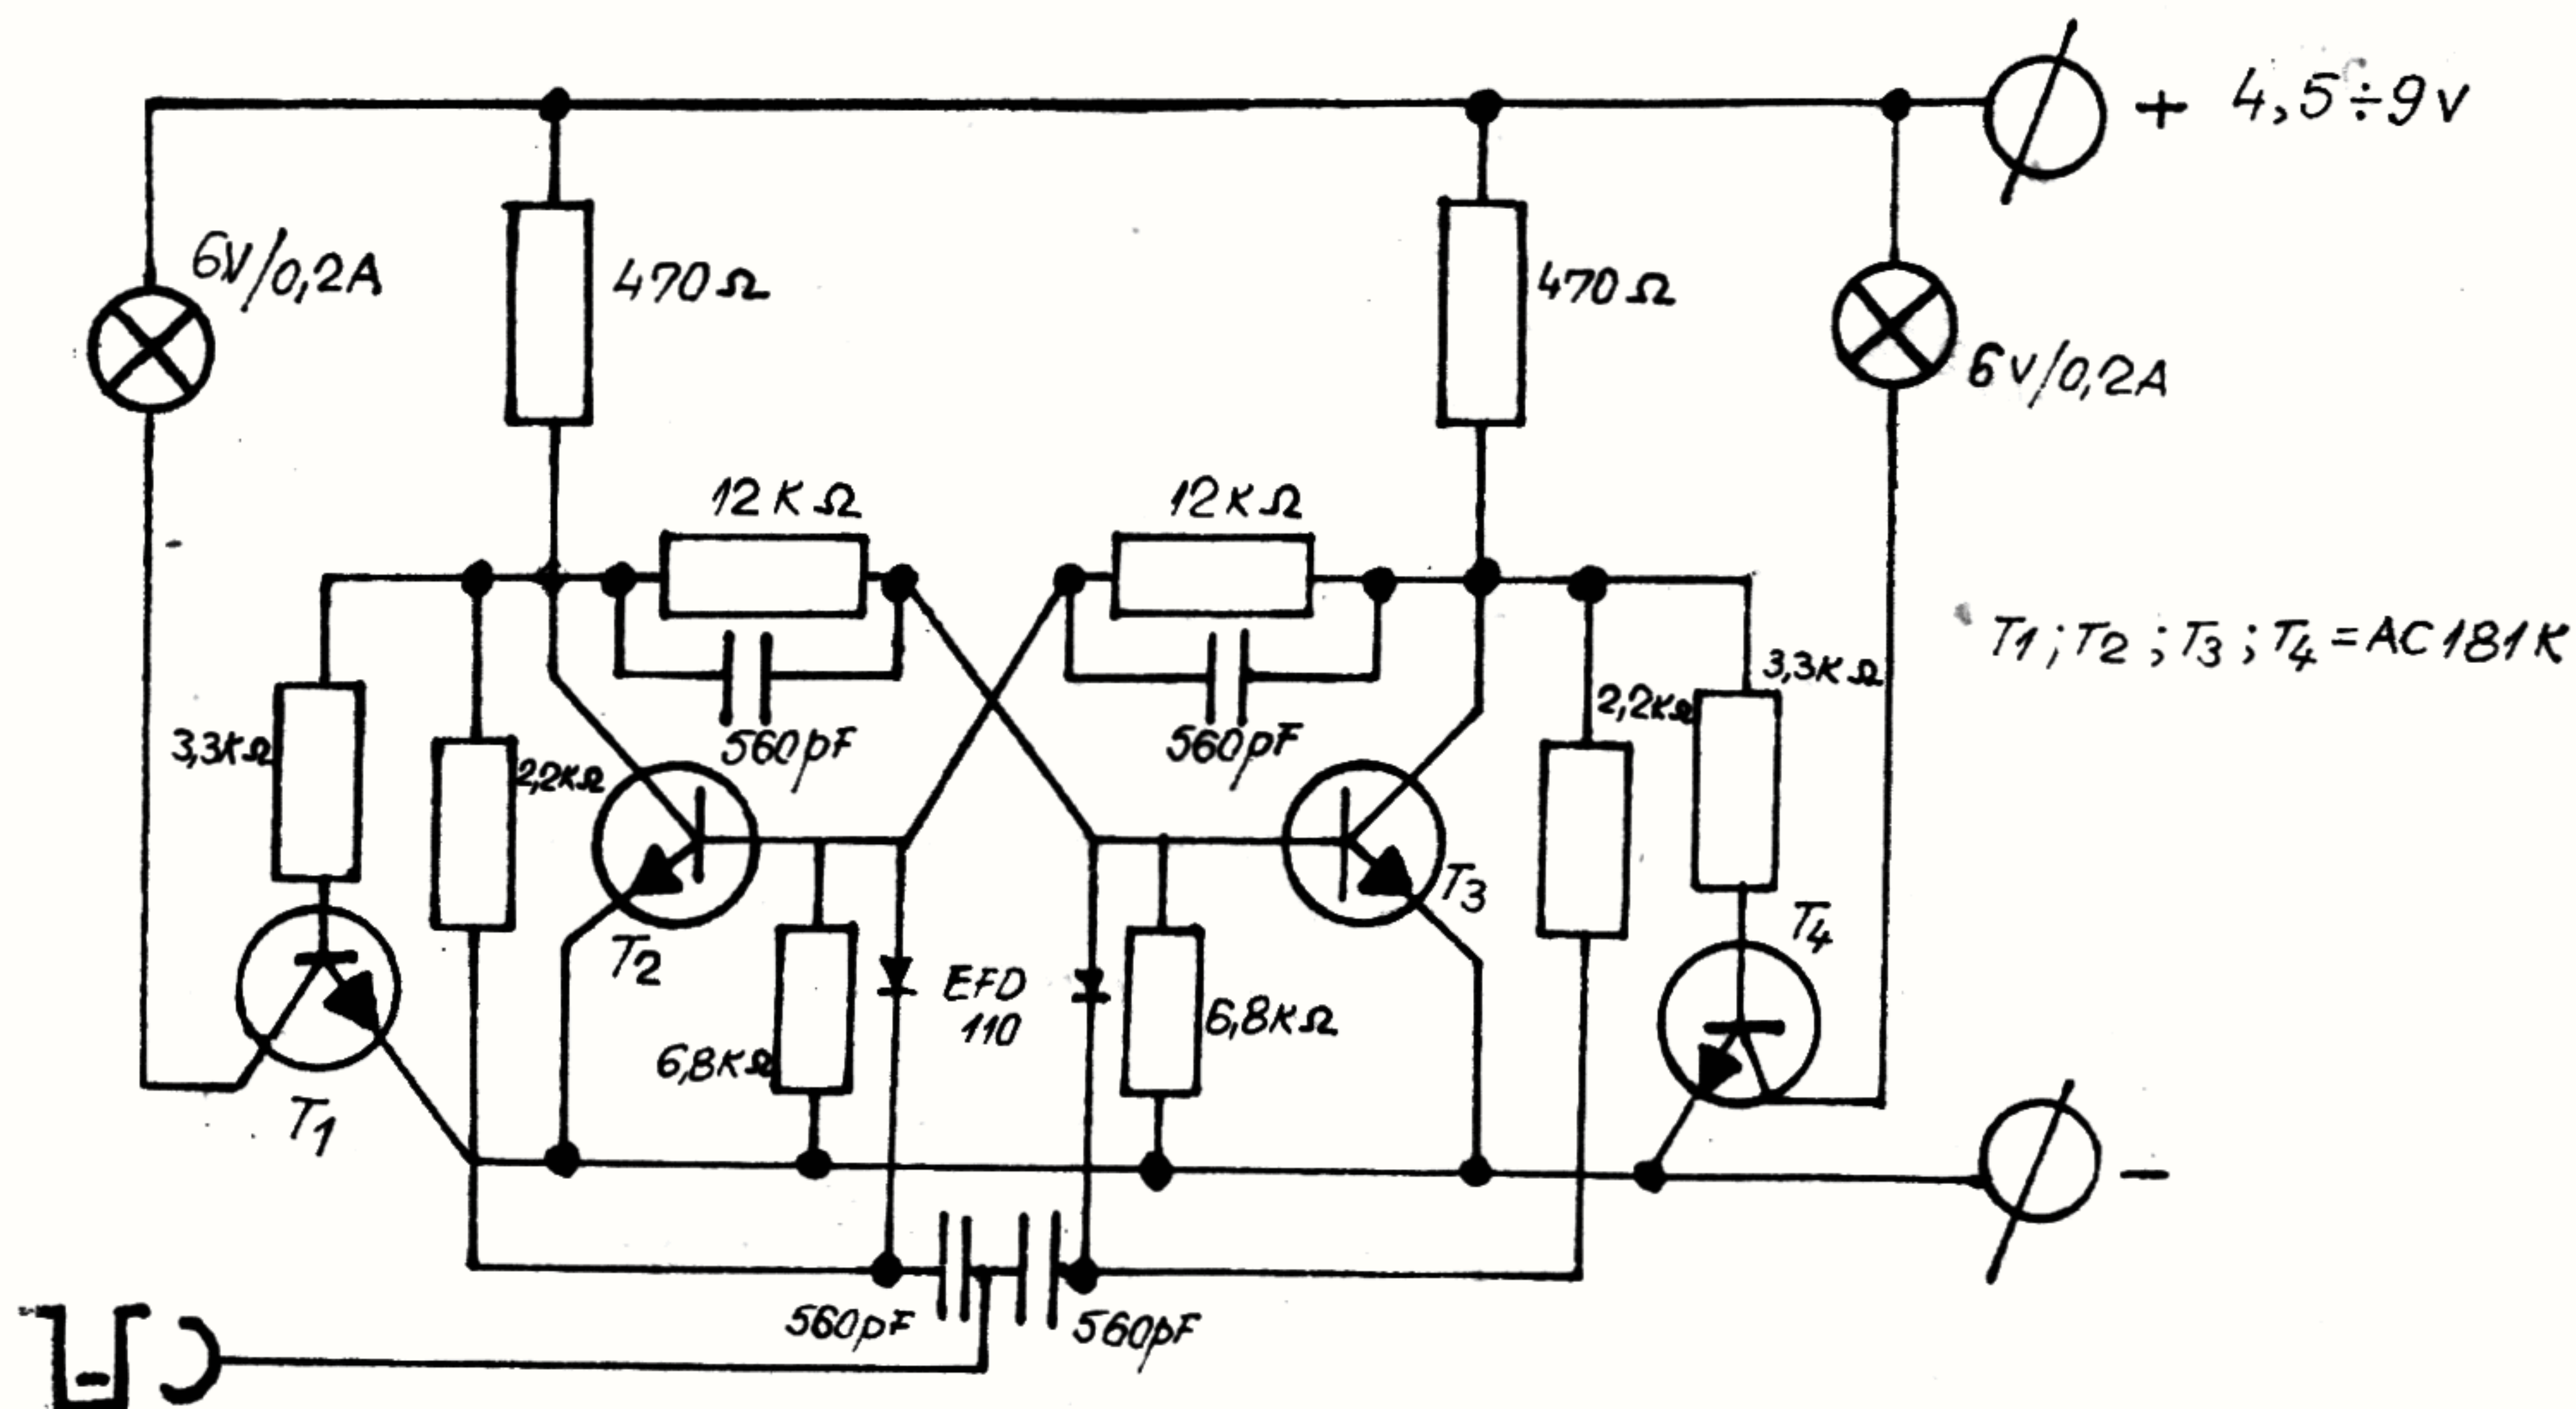 + 4,5÷9v
6V/0,2A
470Ω
470Ω
6v/0,2A
12KΩ
12KΩ
T1;T2;T3;T4=AC181K
560pF
560pF
3,3KΩ
2,2KΩ
2,2KΩ
3,3KΩ
T2
T3
T4
EFD
110
6,8KΩ
6,8KΩ
T1
-
560pF
560pF
-